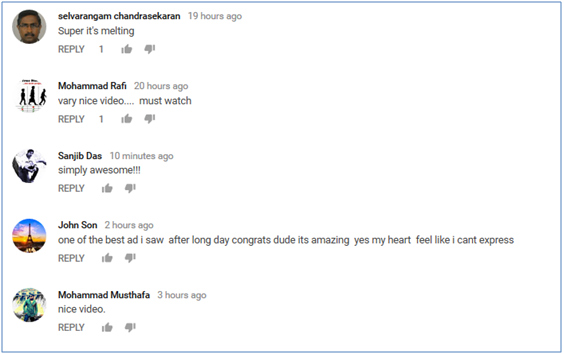 selvarangam chandrasekaran 19 hours ago
Super it's melting
REPLY 1
Mohammad Rafi 20 hours ago
vary nice video.... must watch
REPLY 1
Sanjib Das 10 minutes ago
simply awesome!!!
REPLY
John Son 2 hours ago
one of the best ad i saw after long day congrats dude its amazing yes my heart feel like i cant express
REPLY
Mohammad Musthafa 3 hours ago
nice video.
REPLY